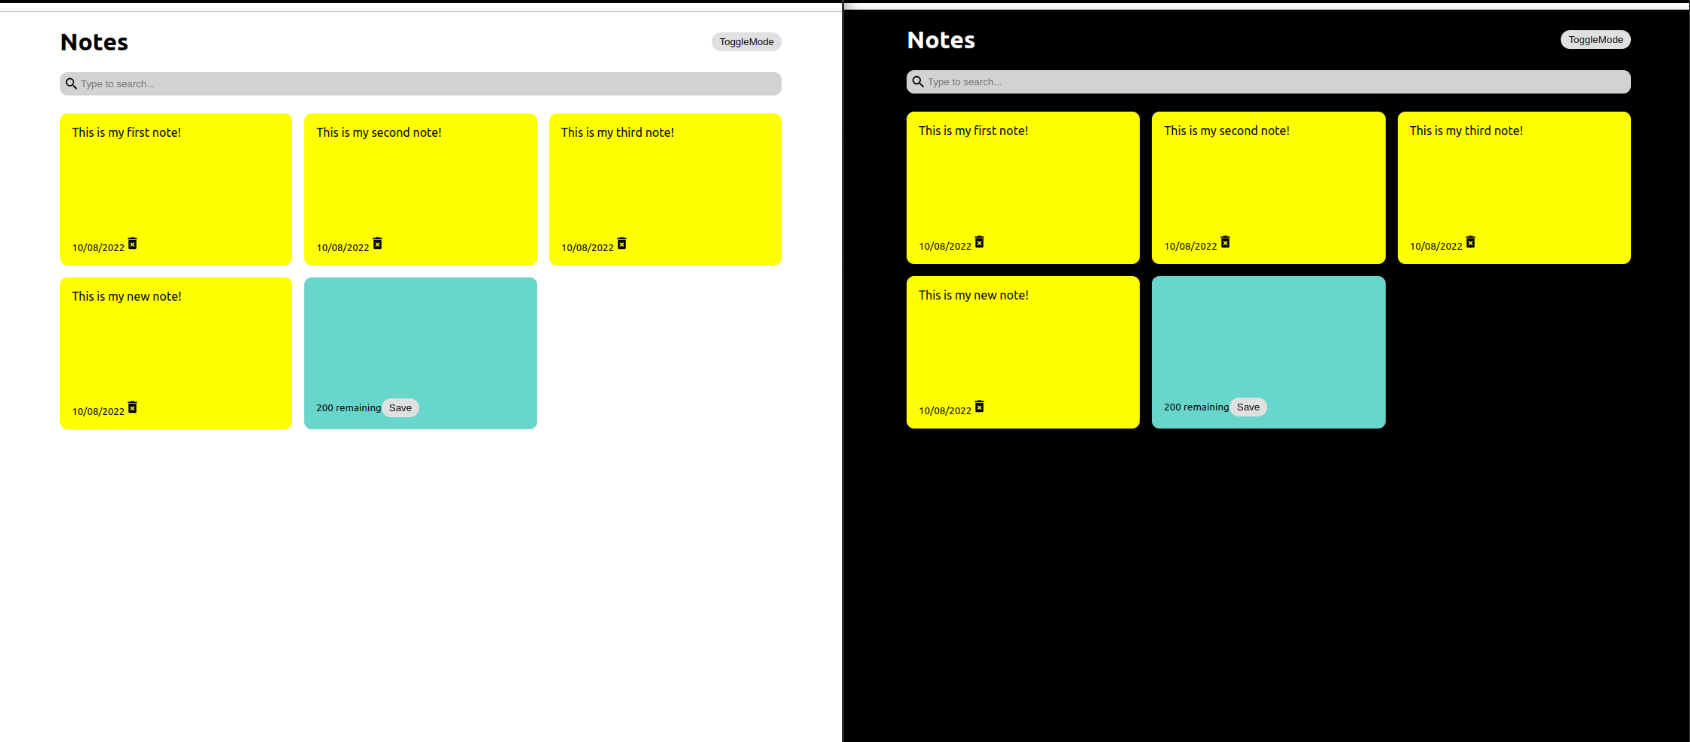 Notes
ToggleMode
Type to search...
This is my first note!
This is my second note!
This is my third note!
10/08/2022
10/08/2022
10/08/2022
This is my new note!
10/08/2022
200 remaining Save
Notes
ToggleMode
Type to search...
This is my first note!
This is my second note!
This is my third note!
10/08/2022
10/08/2022
10/08/2022
This is my new note!
10/08/2022
200 remaining Save